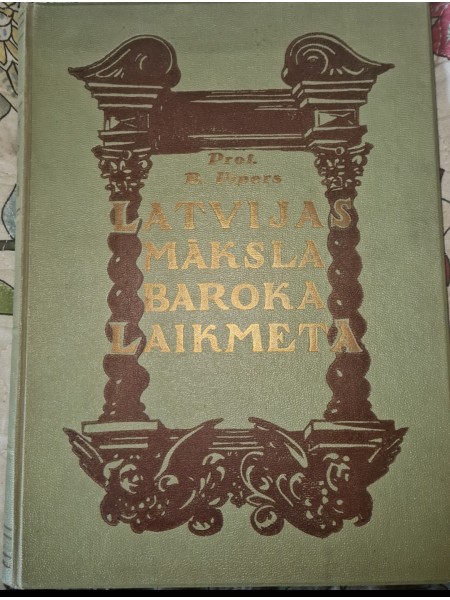 Prof.
B. Vipers
LATVIJAS
MĀKSLA
BAROKA
LAIKMETĀ